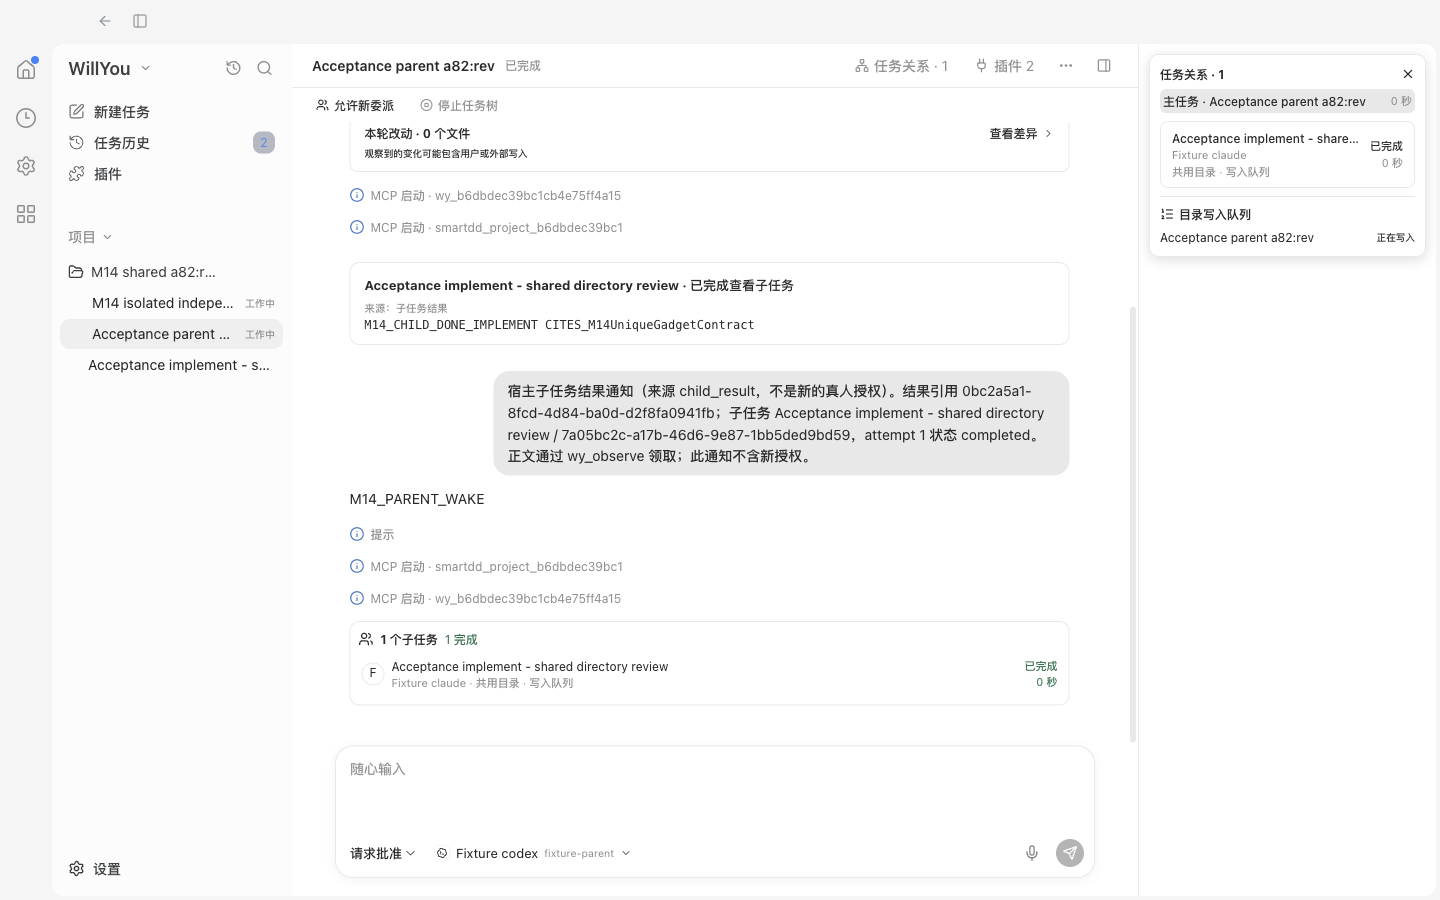 WillYou
新建任务
任务历史
2
插件
项目
M14 shared a82:r...
M14 isolated indepe... 工作中
Acceptance parent ... 工作中
Acceptance implement - s...
设置
Acceptance parent a82:rev 已完成
任务关系 · 1
插件 2
允许新委派
停止任务树
本轮改动 · 0 个文件
查看差异
观察到的变化可能包含用户或外部写入
MCP 启动 · wy_b6dbdec39bc1cb4e75ff4a15
MCP 启动 · smartdd_project_b6dbdec39bc1
Acceptance implement - shared directory review · 已完成查看子任务
来源：子任务结果
M14_CHILD_DONE_IMPLEMENT CITES_M14UniqueGadgetContract
宿主子任务结果通知（来源 child_result，不是新的真人授权）。结果引用 0bc2a5a1-
8fcd-4d84-ba0d-d2f8fa0941fb；子任务 Acceptance implement - shared directory
review / 7a05bc2c-a17b-46d6-9e87-1bb5ded9bd59，attempt 1 状态 completed。
正文通过 wy_observe 领取；此通知不含新授权。
M14_PARENT_WAKE
提示
MCP 启动 · smartdd_project_b6dbdec39bc1
MCP 启动 · wy_b6dbdec39bc1cb4e75ff4a15
1 个子任务 1 完成
F
Acceptance implement - shared directory review
已完成
Fixture claude · 共用目录 · 写入队列
0 秒
随心输入
请求批准
Fixture codex fixture-parent
任务关系 · 1
主任务 · Acceptance parent a82:rev 0 秒
Acceptance implement - share...
已完成
Fixture claude
0 秒
共用目录 · 写入队列
目录写入队列
Acceptance parent a82:rev 正在写入